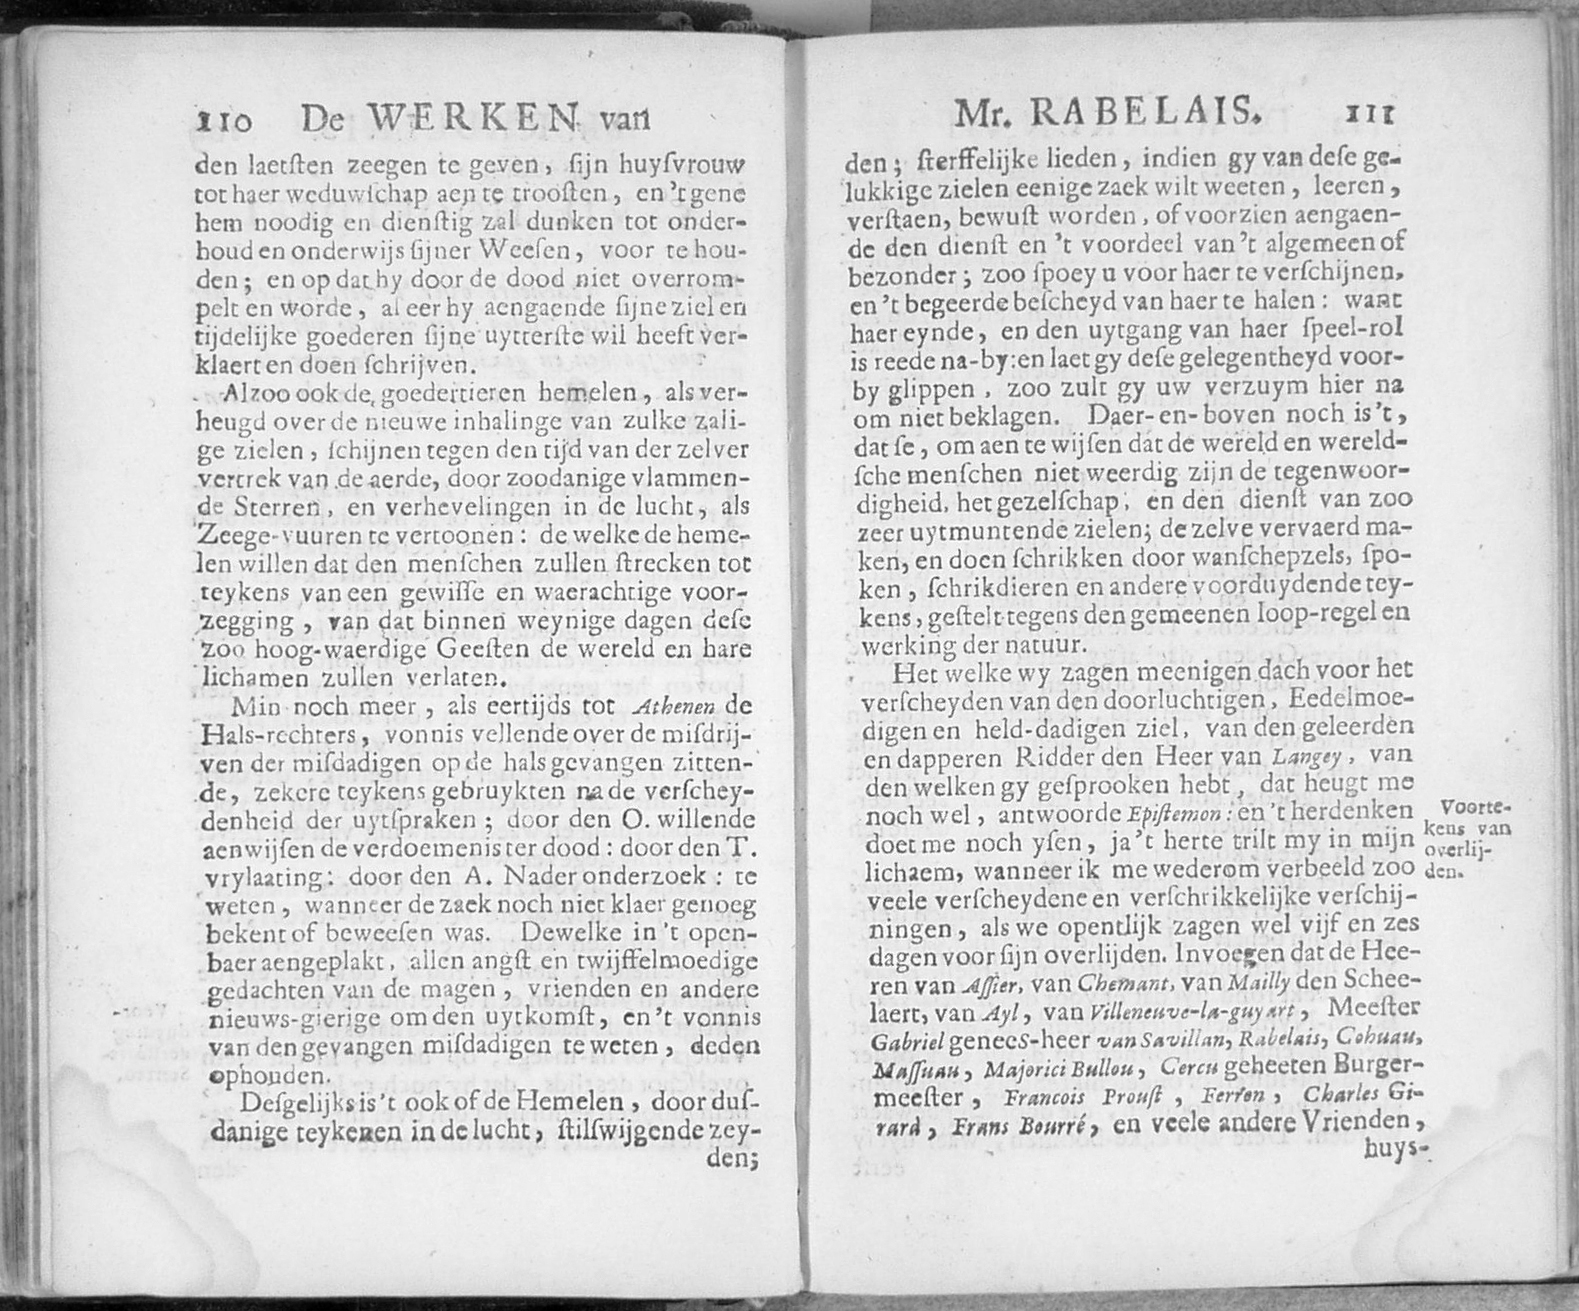 110 De WERKEN van
den laetſten zeegen te geven, ſijn huyſvrouw
tot haer weduwſchap aen te trooſten, en 't gene
hem noodig en dienſtig zal dunken tot onder-
houd en onderwijs ſijner Weeſen, voor te hou-
den; en op dat hy door de dood niet overrom-
pelt en worde, al eer hy aengaende ſijne ziel en
tijdelijke goederen ſijne uytterſte wil heeft ver-
klaert en doen ſchrijven.
Alzoo ook de goedertieren hemelen, als ver-
heugd over de nieuwe inhalinge van zulke zali-
ge zielen, ſchijnen tegen den tijd van der zelver
vertrek van de aerde, door zoodanige vlammen-
de Sterren, en verhevelingen in de lucht, als
Zeege-vuuren te vertoonen: de welke de heme-
len willen dat den menſchen zullen ſtrecken tot
teykens van een gewiſſe en waerachtige voor-
zegging, van dat binnen weynige dagen deſe
zoo hoog-waerdige Geeſten de wereld en hare
lichamen zullen verlaten.
Min noch meer, als eertijds tot Athenen de
Hals-rechters, vonnis vellende over de miſdrij-
ven der miſdadigen op de hals gevangen zitten-
de, zekere teykens gebruykten na de verſchey-
denheid der uytſpraken; door den O. willende
aenwijſen de verdoemenis ter dood: door den T.
vrylaating: door den A. Nader onderzoek: te
weten, wanneer de zaek noch niet klaer genoeg
bekent of beweeſen was. Dewelke in 't open-
baer aengeplakt, allen angſt en twijffelmoedige
gedachten van de magen, vrienden en andere
nieuws-gierige om den uytkomſt, en 't vonnis
van den gevangen miſdadigen te weten, deden
ophouden.
Deſgelijks is 't ook of de Hemelen, door duſ-
danige teykenen in de lucht, ſtilſwijgende zey-
den;
Mr. RABELAIS. 111
den; ſterffelijke lieden, indien gy van deſe ge-
lukkige zielen eenige zaek wilt weeten, leeren,
verſtaen, bewuſt worden, of voorzien aengaen-
de den dienſt en 't voordeel van 't algemeen of
bezonder; zoo ſpoey u voor haer te verſchijnen,
en 't begeerde beſcheyd van haer te halen: want
haer eynde, en den uytgang van haer ſpeel-rol
is reede na-by: en laet gy deſe gelegentheyd voor-
by glippen, zoo zult gy uw verzuym hier na
om niet beklagen. Daer-en-boven noch is 't,
dat ſe, om aen te wijſen dat de wereld en wereld-
ſche menſchen niet weerdig zijn de tegenwoor-
digheid, het gezelſchap, en den dienſt van zoo
zeer uytmuntende zielen; de zelve vervaerd ma-
ken, en doen ſchrikken door wanſchepzels, ſpo-
ken, ſchrikdieren en andere voorduydende tey-
kens, geſtelt tegens den gemeenen loop-regel en
werking der natuur.
Het welke wy zagen meenigen dach voor het
verſcheyden van den doorluchtigen, Eedelmoe-
digen en held-dadigen ziel, van den geleerden
en dapperen Ridder den Heer van Langey, van
den welken gy geſprooken hebt, dat heugt me
noch wel, antwoorde Epiſtemon: en 't herdenken
doet me noch yſen, ja 't herte trilt my in mijn
lichaem, wanneer ik me wederom verbeeld zoo
veele verſcheydene en verſchrikkelijke verſchij-
ningen, als we opentlijk zagen wel vijf en zes
dagen voor ſijn overlijden. Invoegen dat de Hee-
ren van Aſſier, van Chemant, van Mailly den Schee-
laert, van Ayl, van Villeneuve-la-guyart, Meeſter
Gabriel genees-heer van Savillan, Rabelais, Cohuau,
Maſſuau, Majorici Bullou, Cercu geheeten Burger-
meeſter, Francois Prouſt, Ferron, Charles Gi-
rard, Frans Bourré, en veele andere Vrienden,
huys-
Voorte-
kens van
overlij-
den.